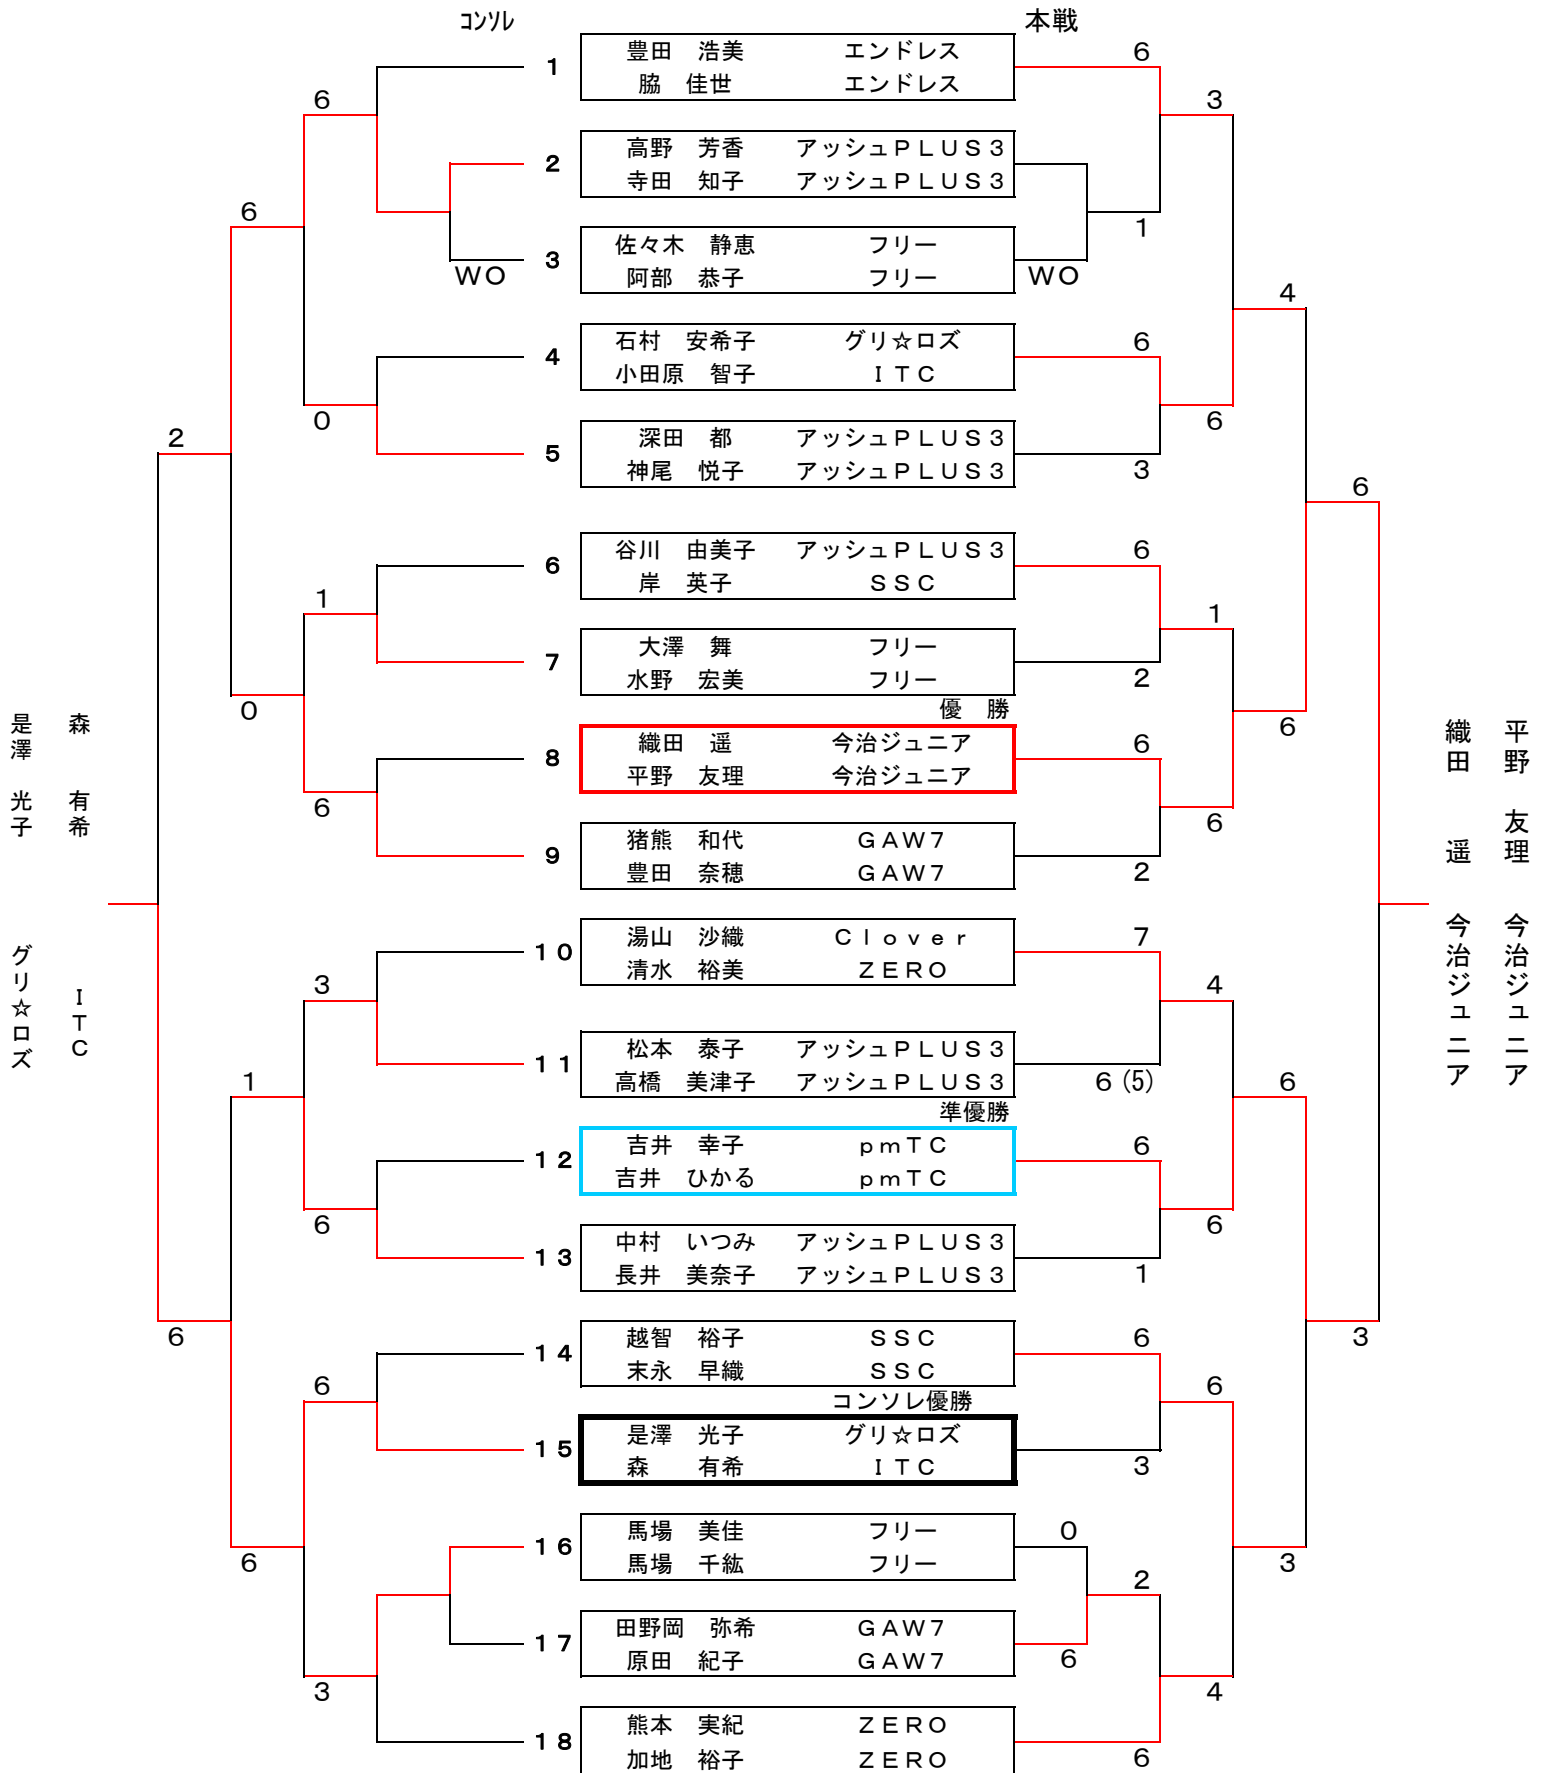 ｺﾝｿﾚ 本戦
1 豊田　浩美 エンドレス 6
脇　佳世 エンドレス
6 3
2 高野　芳香 アッシュＰＬＵＳ３
寺田　知子 アッシュＰＬＵＳ３
6 1
3 佐々木　静恵 フリー
WO 阿部　恭子 フリー WO
4
4 石村　安希子 グリ☆ロズ 6
小田原　智子 ＩＴＣ
0 6
2
5 深田　都 アッシュＰＬＵＳ３
神尾　悦子 アッシュＰＬＵＳ３ 3
6
6 谷川　由美子 アッシュＰＬＵＳ３ 6
岸　英子 ＳＳＣ
1 1
7 大澤　舞 フリー
水野　宏美 フリー 2
0 優　勝 6
8 織田　遥 今治ジュニア 6
平野　友理 今治ジュニア
6 6
9 猪熊　和代 ＧＡＷ７
豊田　奈穂 ＧＡＷ７ 2
是澤　光子 グリ☆ロズ
森　有希 ＩＴＣ
織田　遥 今治ジュニア
平野　友理 今治ジュニア
10 湯山　沙織 Ｃｌｏｖｅｒ 7
清水　裕美 ＺＥＲＯ
3 4
11 松本　泰子 アッシュＰＬＵＳ３
1 高橋　美津子 アッシュＰＬＵＳ３ 6(5) 6
準優勝
12 吉井　幸子 ｐｍＴＣ 6
吉井　ひかる ｐｍＴＣ
6 6
13 中村　いつみ アッシュＰＬＵＳ３
長井　美奈子 アッシュＰＬＵＳ３ 1
6 3
14 越智　裕子 ＳＳＣ 6
末永　早織 ＳＳＣ
6 コンソレ優勝 6
15 是澤　光子 グリ☆ロズ
森　　有希 ＩＴＣ 3
16 馬場　美佳 フリー 0
6 馬場　千紘 フリー 3
2
17 田野岡　弥希 ＧＡＷ７
原田　紀子 ＧＡＷ７ 6
3 4
18 熊本　実紀 ＺＥＲＯ
加地　裕子 ＺＥＲＯ 6